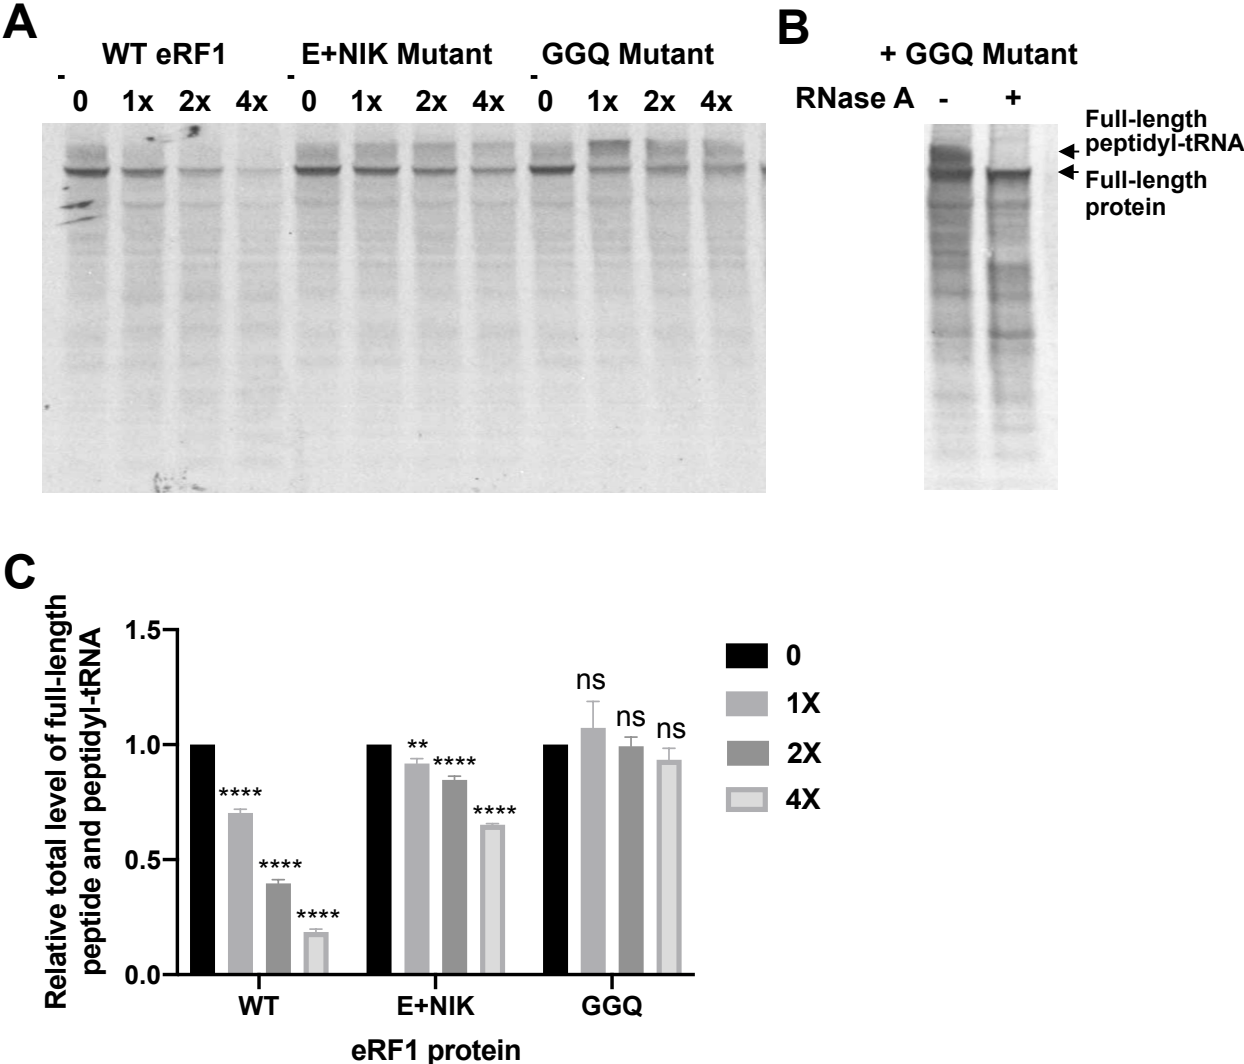 A
WT eRF1 E+NIK Mutant GGQ Mutant
- - -
0 1x 2x 4x 0 1x 2x 4x 0 1x 2x 4x
B
+ GGQ Mutant
RNase A - +
Full-length
peptidyl-tRNA
Full-length
protein
C
Relative total level of full-length
peptide and peptidyl-tRNA
1.5
1.0
0.5
0.0
**** **** ****
** **** ****
ns ns ns
WT E+NIK GGQ
eRF1 protein
0
1X
2X
4X